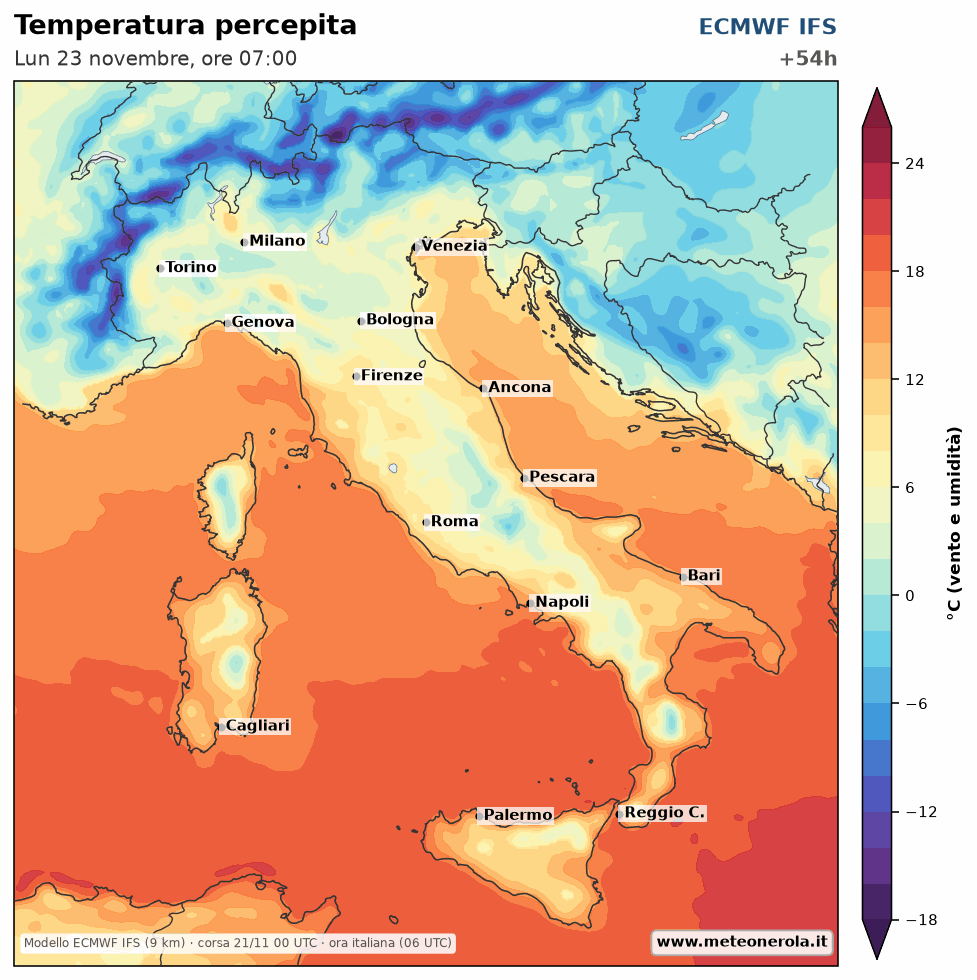 Temperatura percepita
ECMWF IFS
Lun 23 novembre, ore 07:00
+54h
Milano
Venezia
Torino
Genova
Bologna
Firenze
Ancona
Pescara
Roma
Bari
Napoli
Cagliari
Palermo
Reggio C.
24
18
12
6
0
−6
−12
−18
°C (vento e umidità)
Modello ECMWF IFS (9 km) · corsa 21/11 00 UTC · ora italiana (06 UTC)
www.meteonerola.it